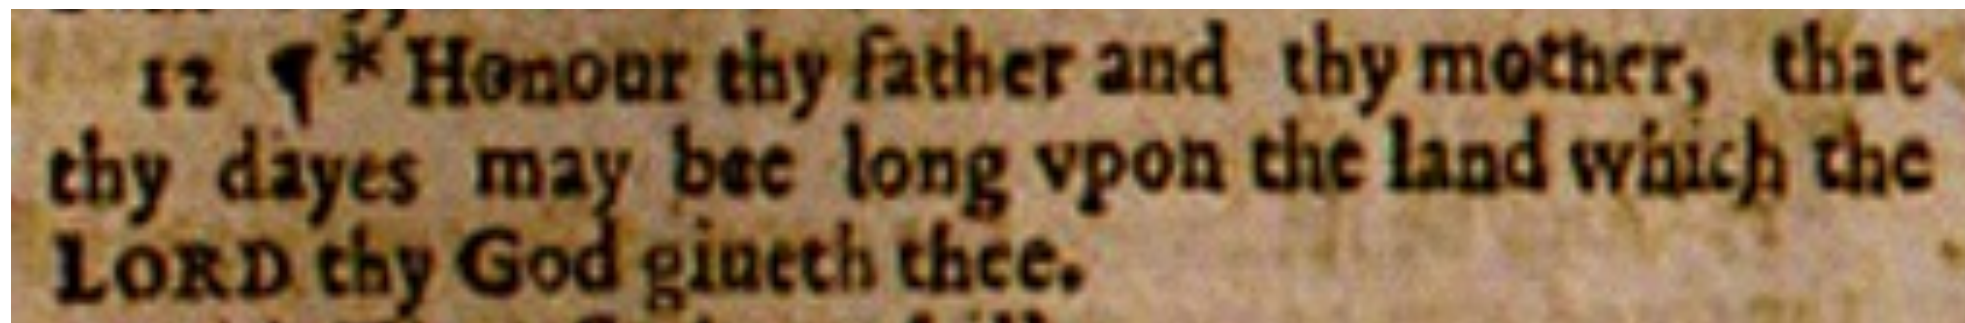 12 ¶ * Honour thy father and thy mother, that
thy dayes may bee long vpon the land which the
LORD thy God giueth thee.